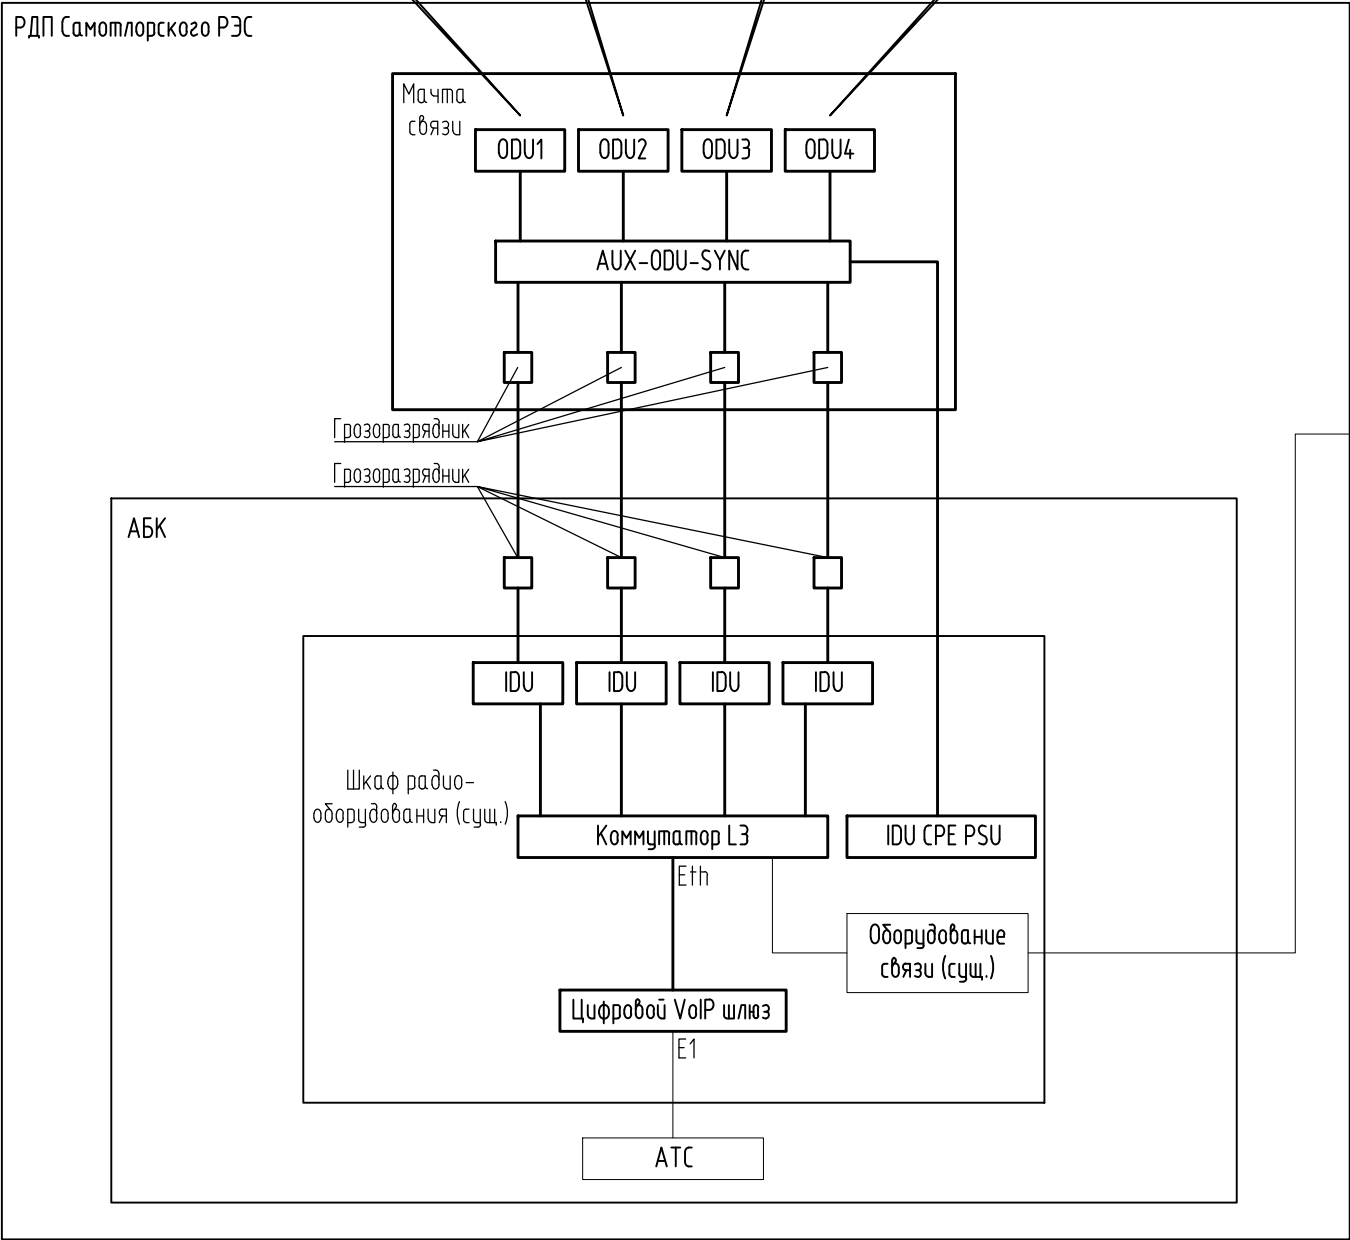 РДП Самотлорского РЭС
Мачта
связи
ODU1
ODU2
ODU3
ODU4
AUX-ODU-SYNC
Грозоразрядник
Грозоразрядник
АБК
IDU
IDU
IDU
IDU
Шкаф радио-
оборудования (сущ.)
Коммутатор L3
IDU CPE PSU
Eth
Оборудование
связи (сущ.)
Цифровой VoIP шлюз
E1
АТС